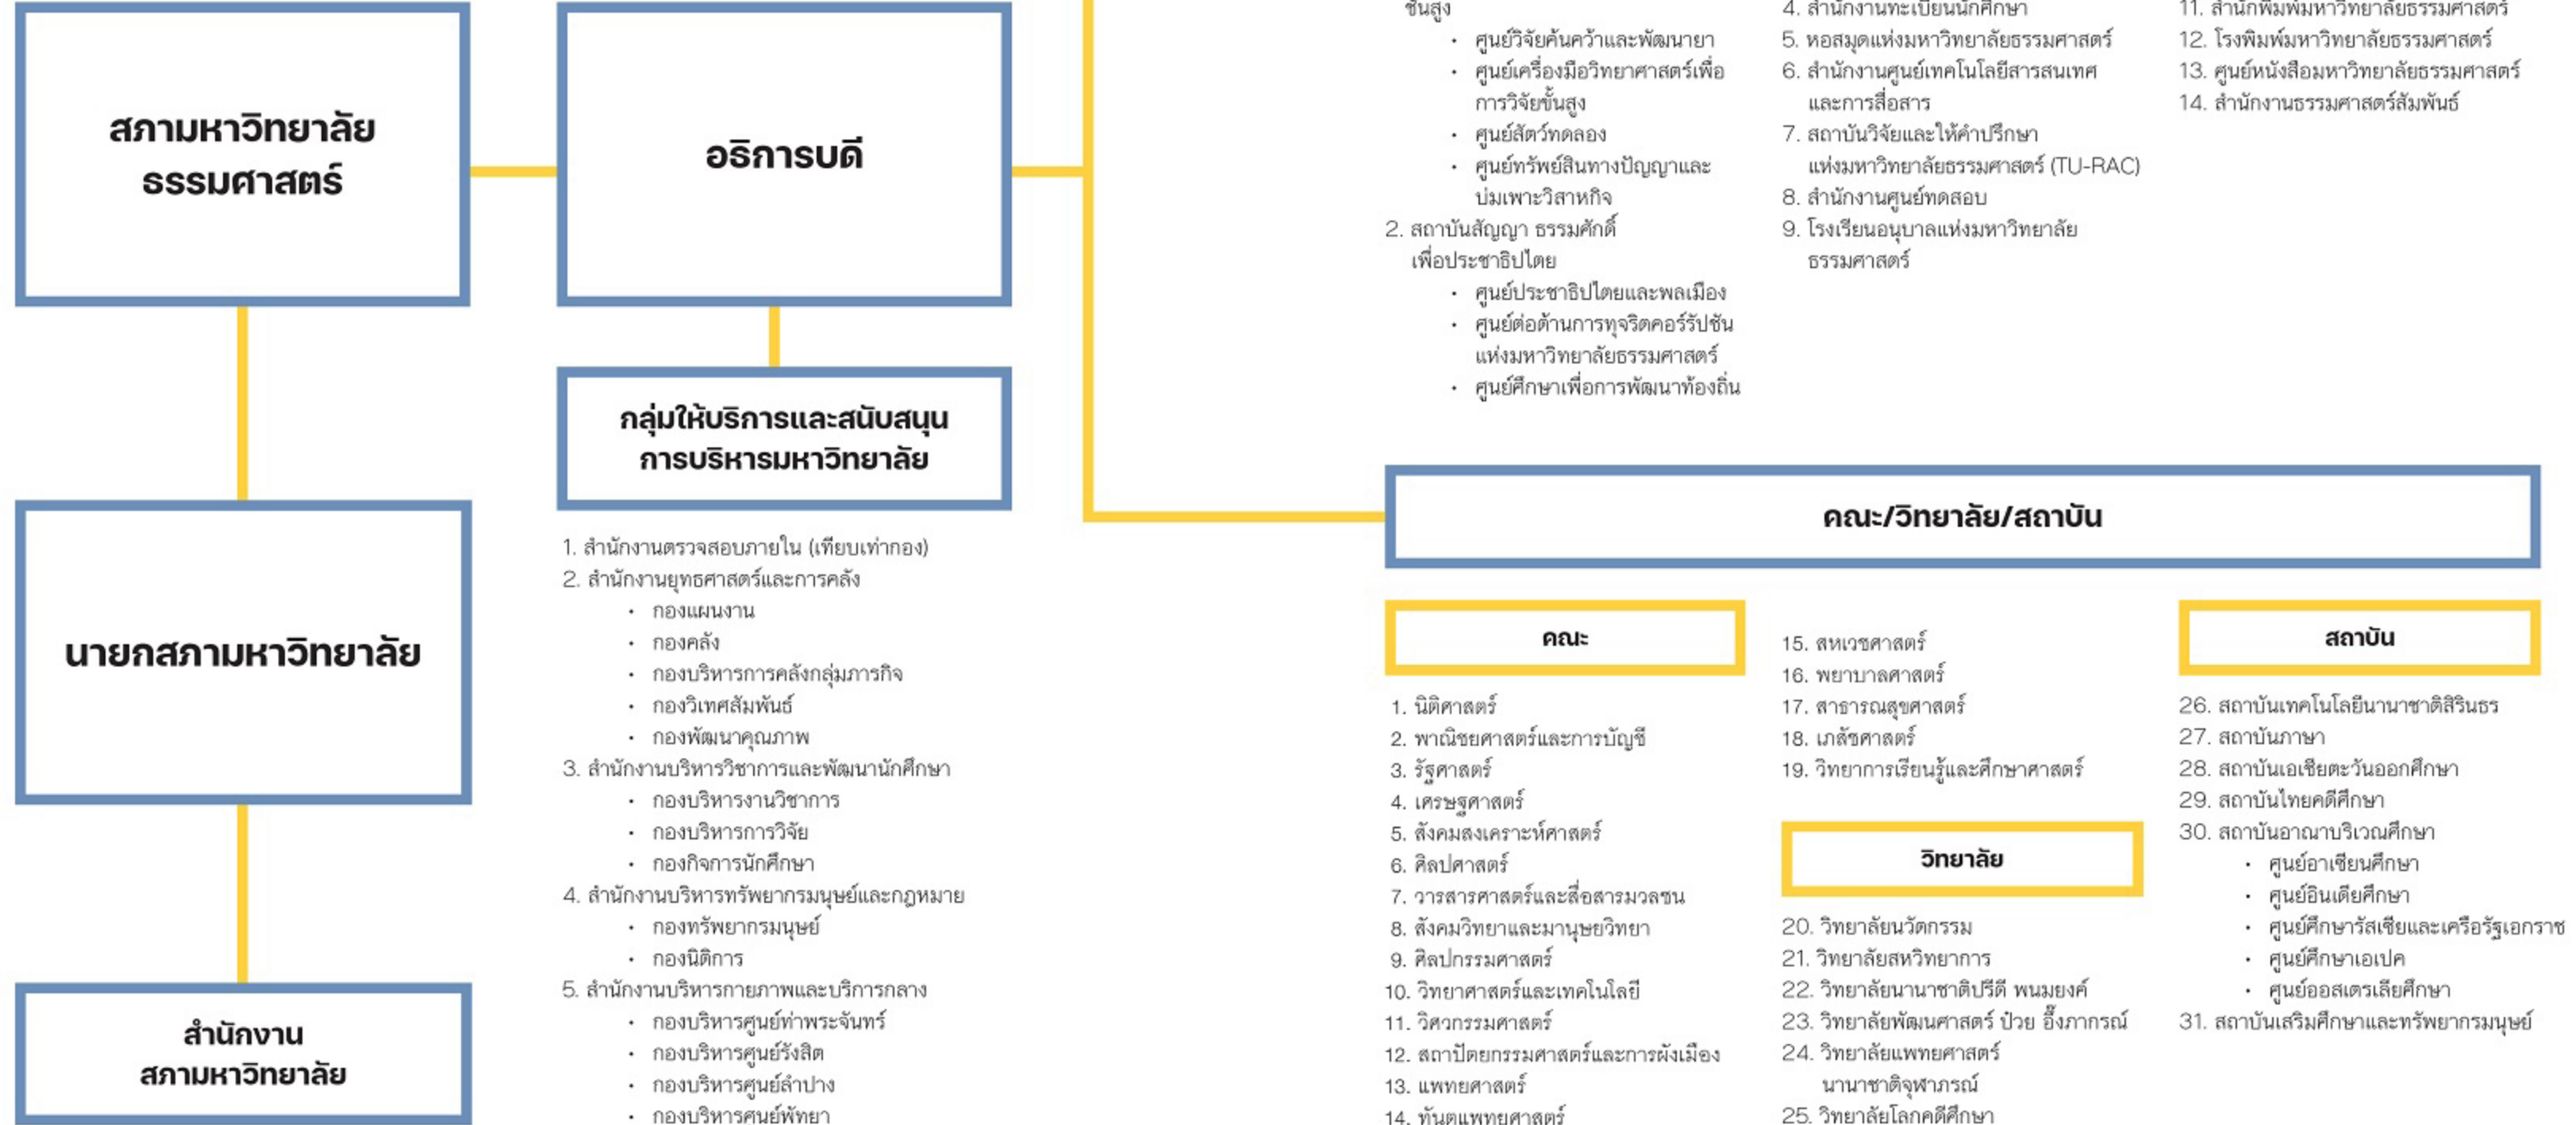 สภามหาวิทยาลัย
ธรรมศาสตร์
นายกสภามหาวิทยาลัย
สำนักงาน
สภามหาวิทยาลัย
อธิการบดี
กลุ่มให้บริการและสนับสนุน
การบริหารมหาวิทยาลัย
1. สำนักงานตรวจสอบภายใน (เทียบเท่ากอง)
2. สำนักงานยุทธศาสตร์และการคลัง
• กองแผนงาน
• กองคลัง
• กองบริหารการคลังกลุ่มภารกิจ
• กองวิเทศสัมพันธ์
• กองพัฒนาคุณภาพ
3. สำนักงานบริหารวิชาการและพัฒนานักศึกษา
• กองบริหารงานวิชาการ
• กองบริหารการวิจัย
• กองกิจการนักศึกษา
4. สำนักงานบริหารทรัพยากรมนุษย์และกฎหมาย
• กองทรัพยากรมนุษย์
• กองนิติการ
5. สำนักงานบริหารกายภาพและบริการกลาง
• กองบริหารศูนย์ท่าพระจันทร์
• กองบริหารศูนย์รังสิต
• กองบริหารศูนย์ลำปาง
• กองบริหารศูนย์พัทยา
ชั้นสูง
• ศูนย์วิจัยค้นคว้าและพัฒนายา
• ศูนย์เครื่องมือวิทยาศาสตร์เพื่อ
การวิจัยขั้นสูง
• ศูนย์สัตว์ทดลอง
• ศูนย์ทรัพย์สินทางปัญญาและ
บ่มเพาะวิสาหกิจ
2. สถาบันสัญญา ธรรมศักดิ์
เพื่อประชาธิปไตย
• ศูนย์ประชาธิปไตยและพลเมือง
• ศูนย์ต่อต้านการทุจริตคอร์รัปชัน
แห่งมหาวิทยาลัยธรรมศาสตร์
• ศูนย์ศึกษาเพื่อการพัฒนาท้องถิ่น
4. สำนักงานทะเบียนนักศึกษา
5. หอสมุดแห่งมหาวิทยาลัยธรรมศาสตร์
6. สำนักงานศูนย์เทคโนโลยีสารสนเทศ
และการสื่อสาร
7. สถาบันวิจัยและให้คำปรึกษา
แห่งมหาวิทยาลัยธรรมศาสตร์ (TU-RAC)
8. สำนักงานศูนย์ทดสอบ
9. โรงเรียนอนุบาลแห่งมหาวิทยาลัย
ธรรมศาสตร์
11. สำนักพิมพ์มหาวิทยาลัยธรรมศาสตร์
12. โรงพิมพ์มหาวิทยาลัยธรรมศาสตร์
13. ศูนย์หนังสือมหาวิทยาลัยธรรมศาสตร์
14. สำนักงานธรรมศาสตร์สัมพันธ์
คณะ/วิทยาลัย/สถาบัน
คณะ
1. นิติศาสตร์
2. พาณิชยศาสตร์และการบัญชี
3. รัฐศาสตร์
4. เศรษฐศาสตร์
5. สังคมสงเคราะห์ศาสตร์
6. ศิลปศาสตร์
7. วารสารศาสตร์และสื่อสารมวลชน
8. สังคมวิทยาและมานุษยวิทยา
9. ศิลปกรรมศาสตร์
10. วิทยาศาสตร์และเทคโนโลยี
11. วิศวกรรมศาสตร์
12. สถาปัตยกรรมศาสตร์และการผังเมือง
13. แพทยศาสตร์
14. ทันตแพทยศาสตร์
15. สหเวชศาสตร์
16. พยาบาลศาสตร์
17. สาธารณสุขศาสตร์
18. เภสัชศาสตร์
19. วิทยาการเรียนรู้และศึกษาศาสตร์
วิทยาลัย
20. วิทยาลัยนวัตกรรม
21. วิทยาลัยสหวิทยาการ
22. วิทยาลัยนานาชาติปรีดี พนมยงค์
23. วิทยาลัยพัฒนศาสตร์ ป๋วย อึ๊งภากรณ์
24. วิทยาลัยแพทยศาสตร์
นานาชาติจุฬาภรณ์
25. วิทยาลัยโลกคดีศึกษา
สถาบัน
26. สถาบันเทคโนโลยีนานาชาติสิรินธร
27. สถาบันภาษา
28. สถาบันเอเชียตะวันออกศึกษา
29. สถาบันไทยคดีศึกษา
30. สถาบันอาณาบริเวณศึกษา
• ศูนย์อาเซียนศึกษา
• ศูนย์อินเดียศึกษา
• ศูนย์ศึกษารัสเซียและเครือรัฐเอกราช
• ศูนย์ศึกษาเอเปค
• ศูนย์ออสเตรเลียศึกษา
31. สถาบันเสริมศึกษาและทรัพยากรมนุษย์